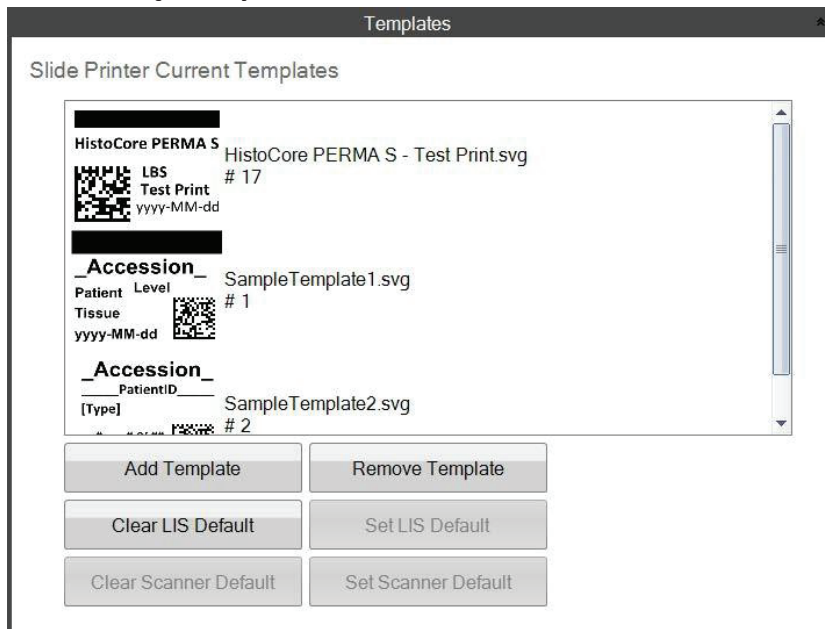 Templates
Slide Printer Current Templates
HistoCore PERMA S
LBS
Test Print
yyyy-MM-dd
HistoCore PERMA S - Test Print.svg
# 17
_Accession_
Patient Level
Tissue
yyyy-MM-dd
SampleTemplate1.svg
# 1
_Accession_
_____PatientID_____
[Type]
SampleTemplate2.svg
# 2
Add Template
Remove Template
Clear LIS Default
Set LIS Default
Clear Scanner Default
Set Scanner Default